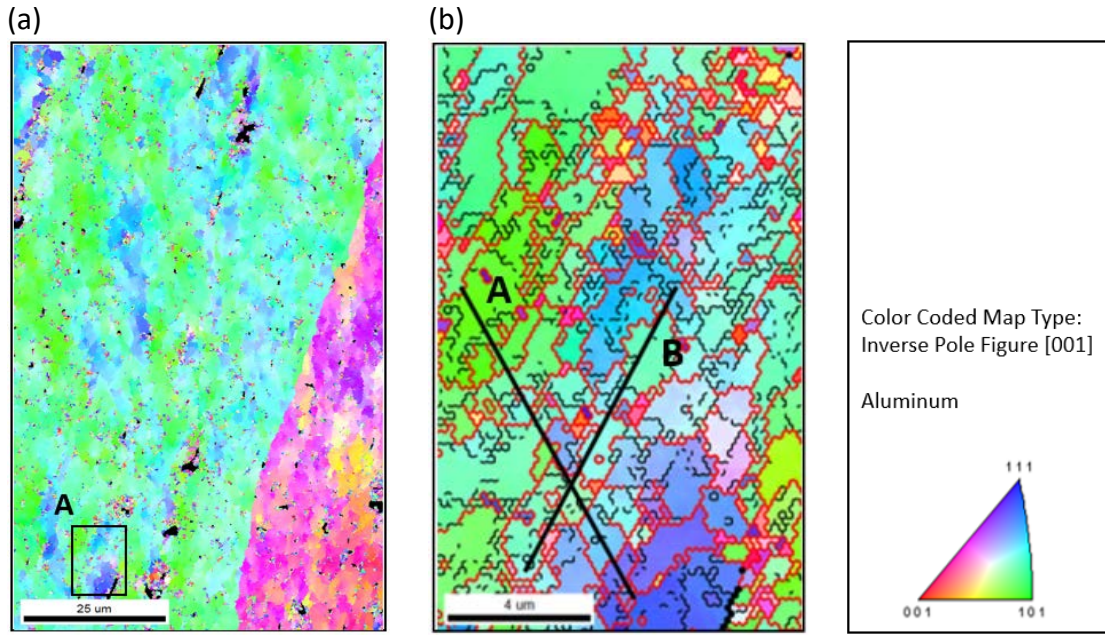 (a)
(b)
A
25 um
A
B
4 um
Color Coded Map Type:
Inverse Pole Figure [001]
Aluminum
111
001
101